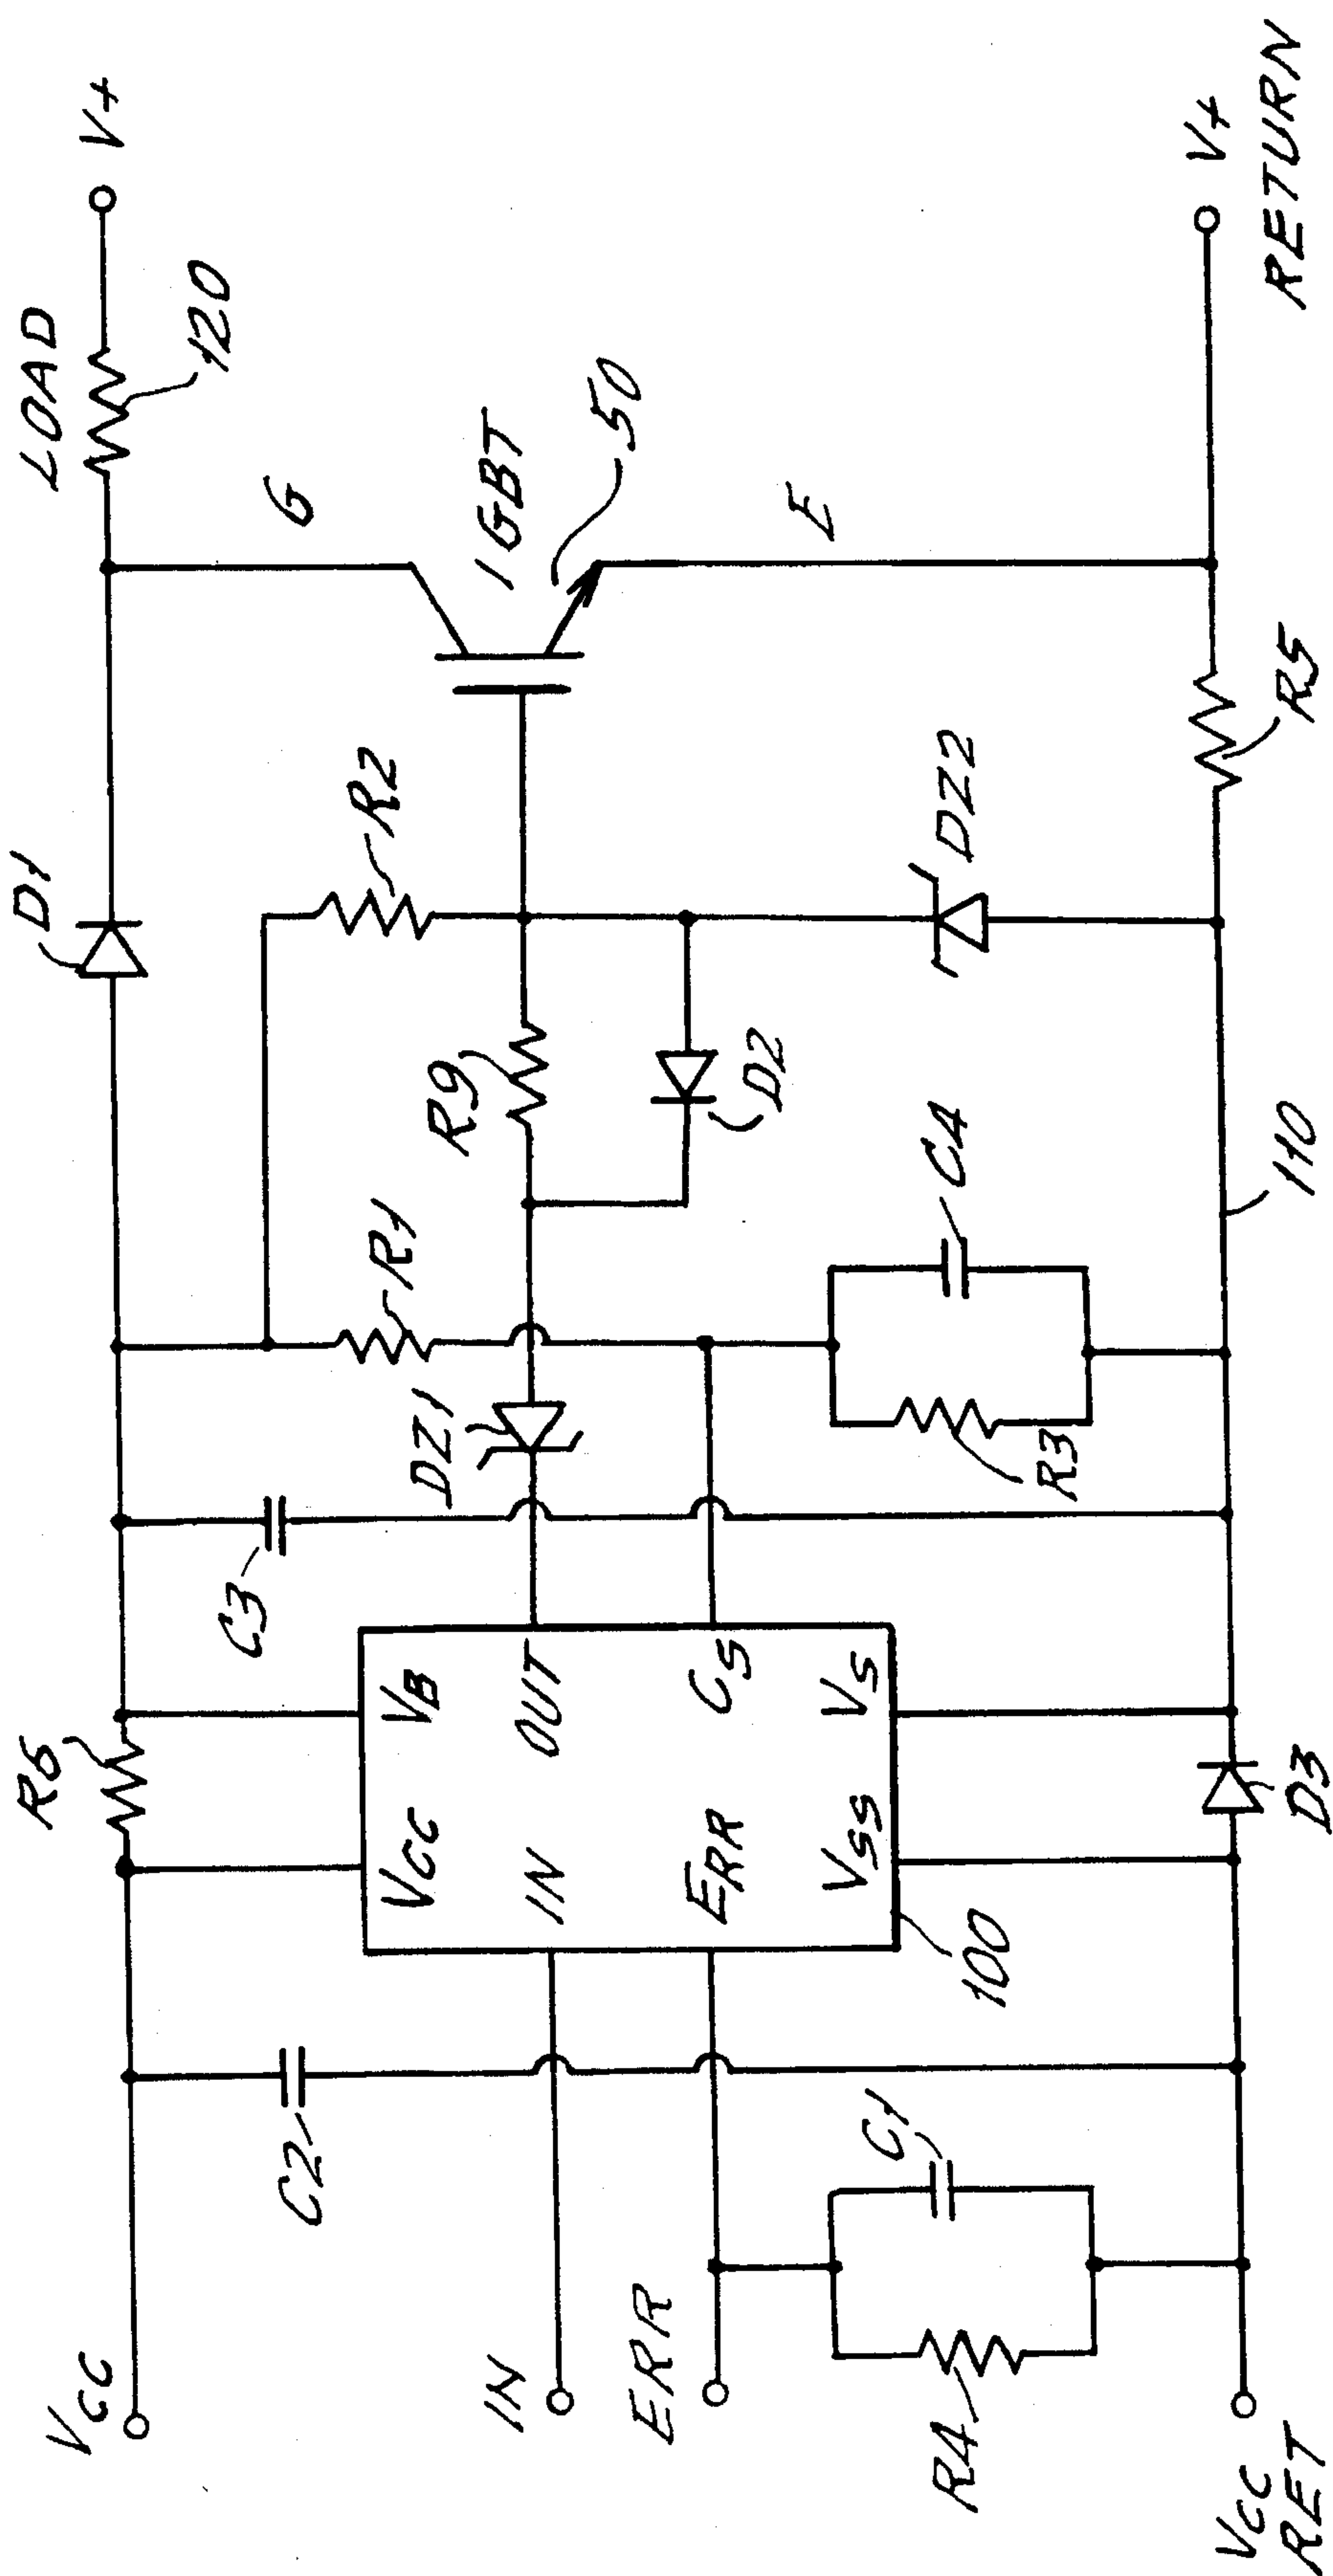 LOAD
V+
120
D1
G
R2
IGBT
50
R6
R1
R9
E
C3
DZ1
D2
DZ2
VCC
VB
C2
VCC
IN
OUT
IN
ERR
CS
ERR
VSS
VS
100
C1
R4
R3
C4
R5
110
D3
VCC
RET
V+
RETURN